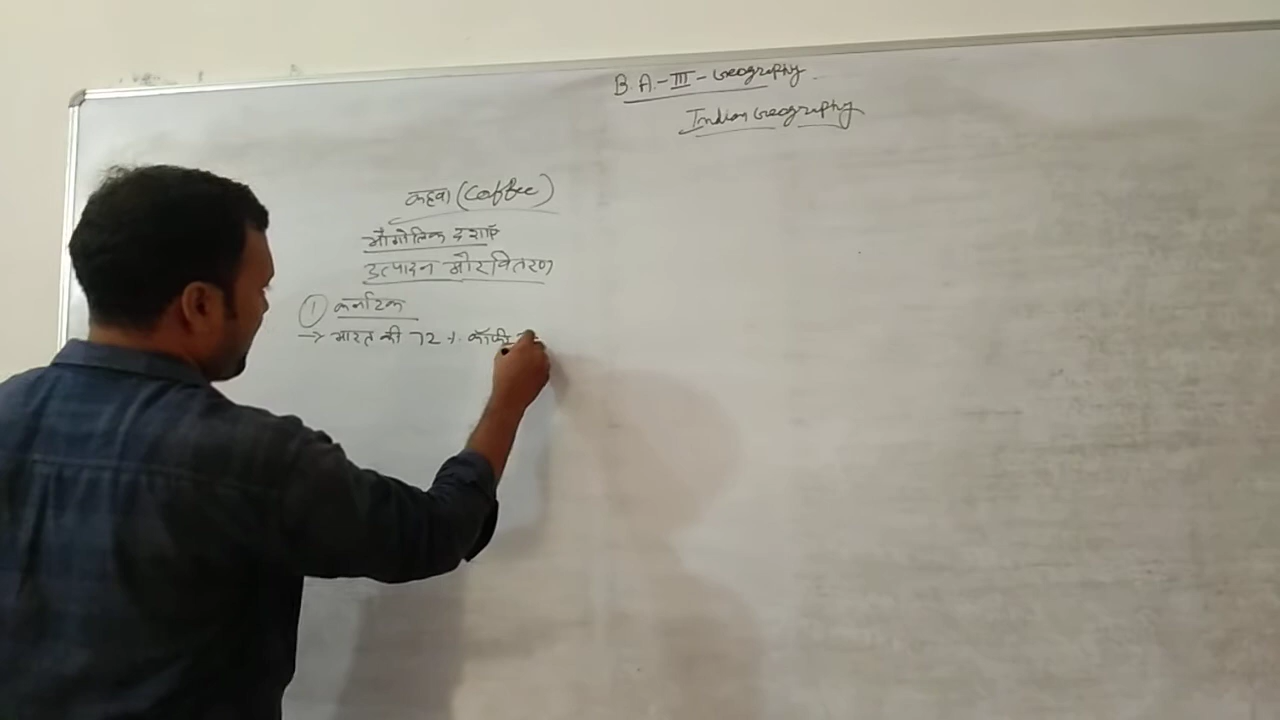 B.A.-III-Geography
Indian Geography
कहवा (Coffee)
भौगोलिक दशाएँ
उत्पादन और वितरण
① कर्नाटक
→ भारत की 72% कॉफी